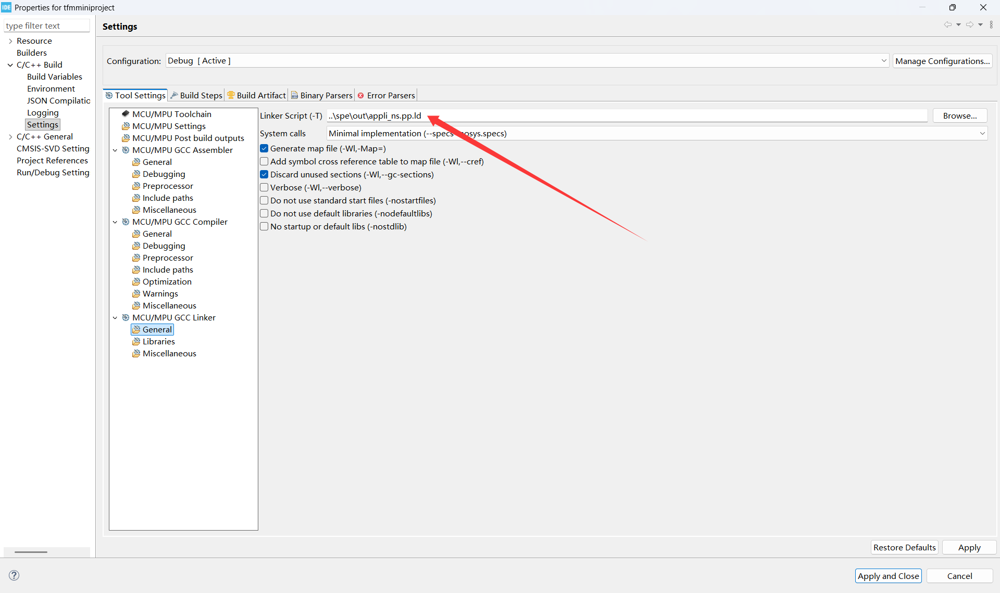 IDE Properties for tfmminiproject
type filter text
Resource
Builders
C/C++ Build
Build Variables
Environment
JSON Compilatio
Logging
Settings
C/C++ General
CMSIS-SVD Setting
Project References
Run/Debug Setting
Settings
Configuration:
Debug [ Active ]
Manage Configurations...
Tool Settings
Build Steps
Build Artifact
Binary Parsers
Error Parsers
MCU/MPU Toolchain
MCU/MPU Settings
MCU/MPU Post build outputs
MCU/MPU GCC Assembler
General
Debugging
Preprocessor
Include paths
Miscellaneous
MCU/MPU GCC Compiler
General
Debugging
Preprocessor
Include paths
Optimization
Warnings
Miscellaneous
MCU/MPU GCC Linker
General
Libraries
Miscellaneous
Linker Script (-T)
..\spe\out\appli_ns.pp.ld
Browse...
System calls
Minimal implementation (--specs nosys.specs)
Generate map file (-Wl,-Map=)
Add symbol cross reference table to map file (-Wl,--cref)
Discard unused sections (-Wl,--gc-sections)
Verbose (-Wl,--verbose)
Do not use standard start files (-nostartfiles)
Do not use default libraries (-nodefaultlibs)
No startup or default libs (-nostdlib)
Restore Defaults
Apply
?
Apply and Close
Cancel